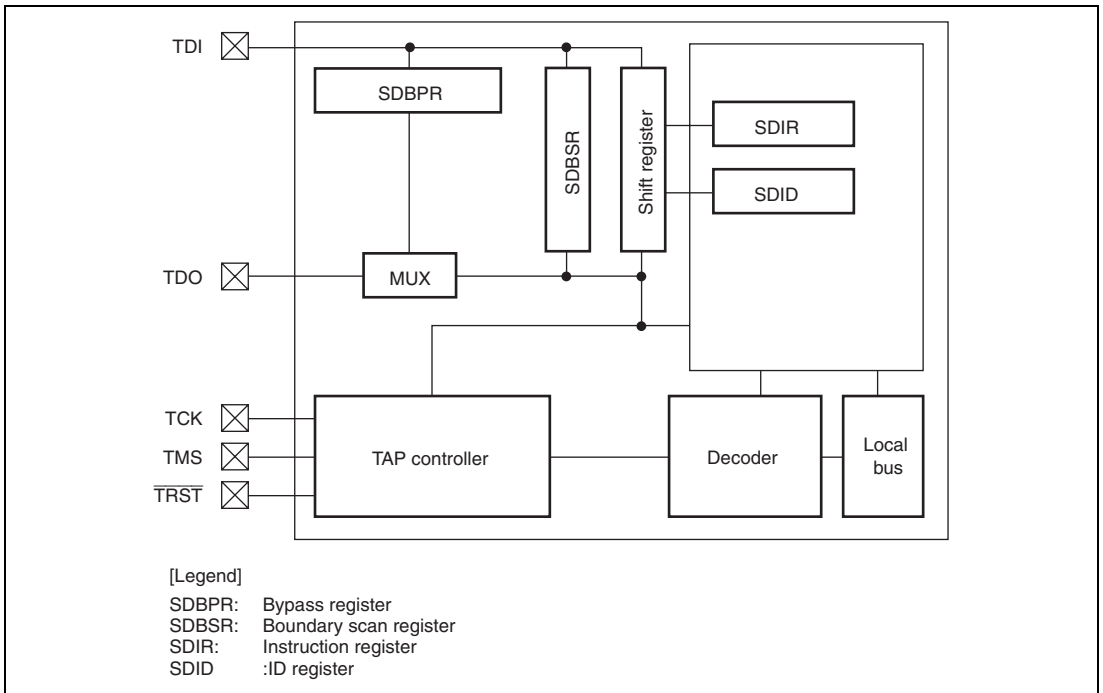 TDI
SDBPR
SDBSR
Shift register
SDIR
SDID
TDO
MUX
TCK
TMS
TRST
TAP controller
Decoder
Local
bus
[Legend]
SDBPR: Bypass register
SDBSR: Boundary scan register
SDIR: Instruction register
SDID :ID register